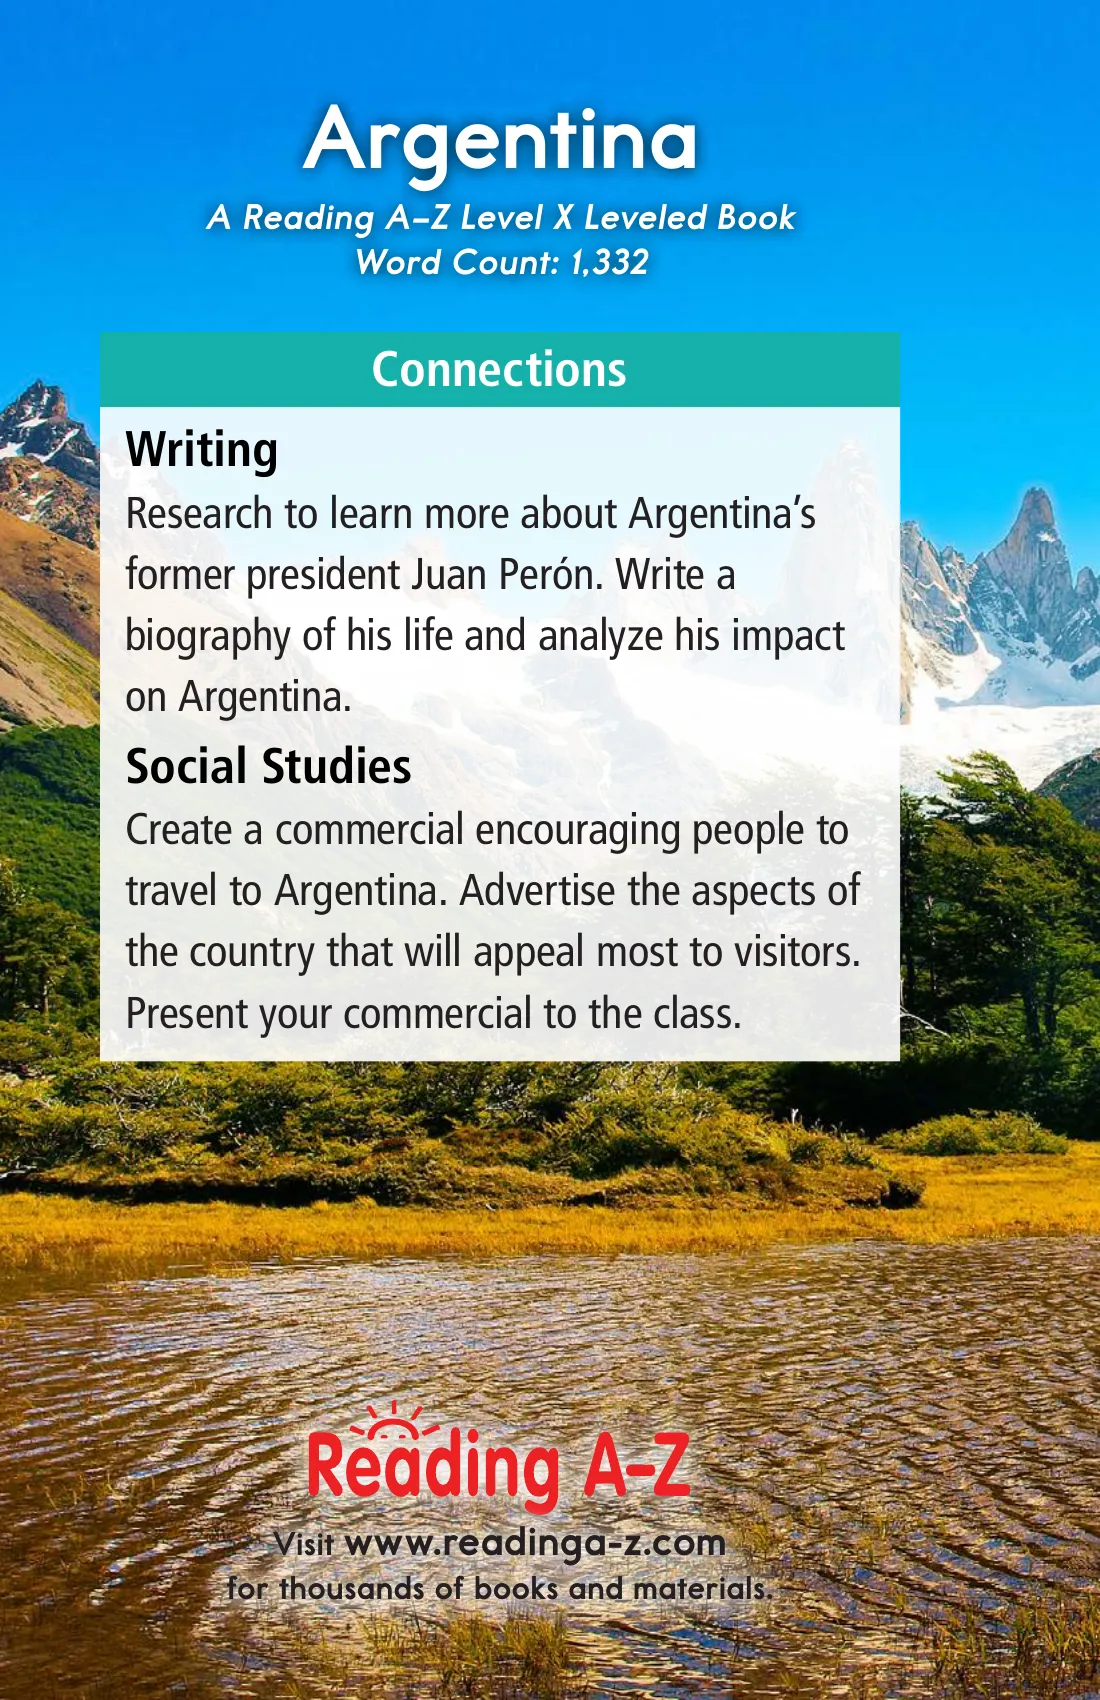 Argentina
A Reading A–Z Level X Leveled Book
Word Count: 1,332
Connections
Writing
Research to learn more about Argentina’s
former president Juan Perón. Write a
biography of his life and analyze his impact
on Argentina.
Social Studies
Create a commercial encouraging people to
travel to Argentina. Advertise the aspects of
the country that will appeal most to visitors.
Present your commercial to the class.
Reading A–Z
Visit www.readinga-z.com
for thousands of books and materials.